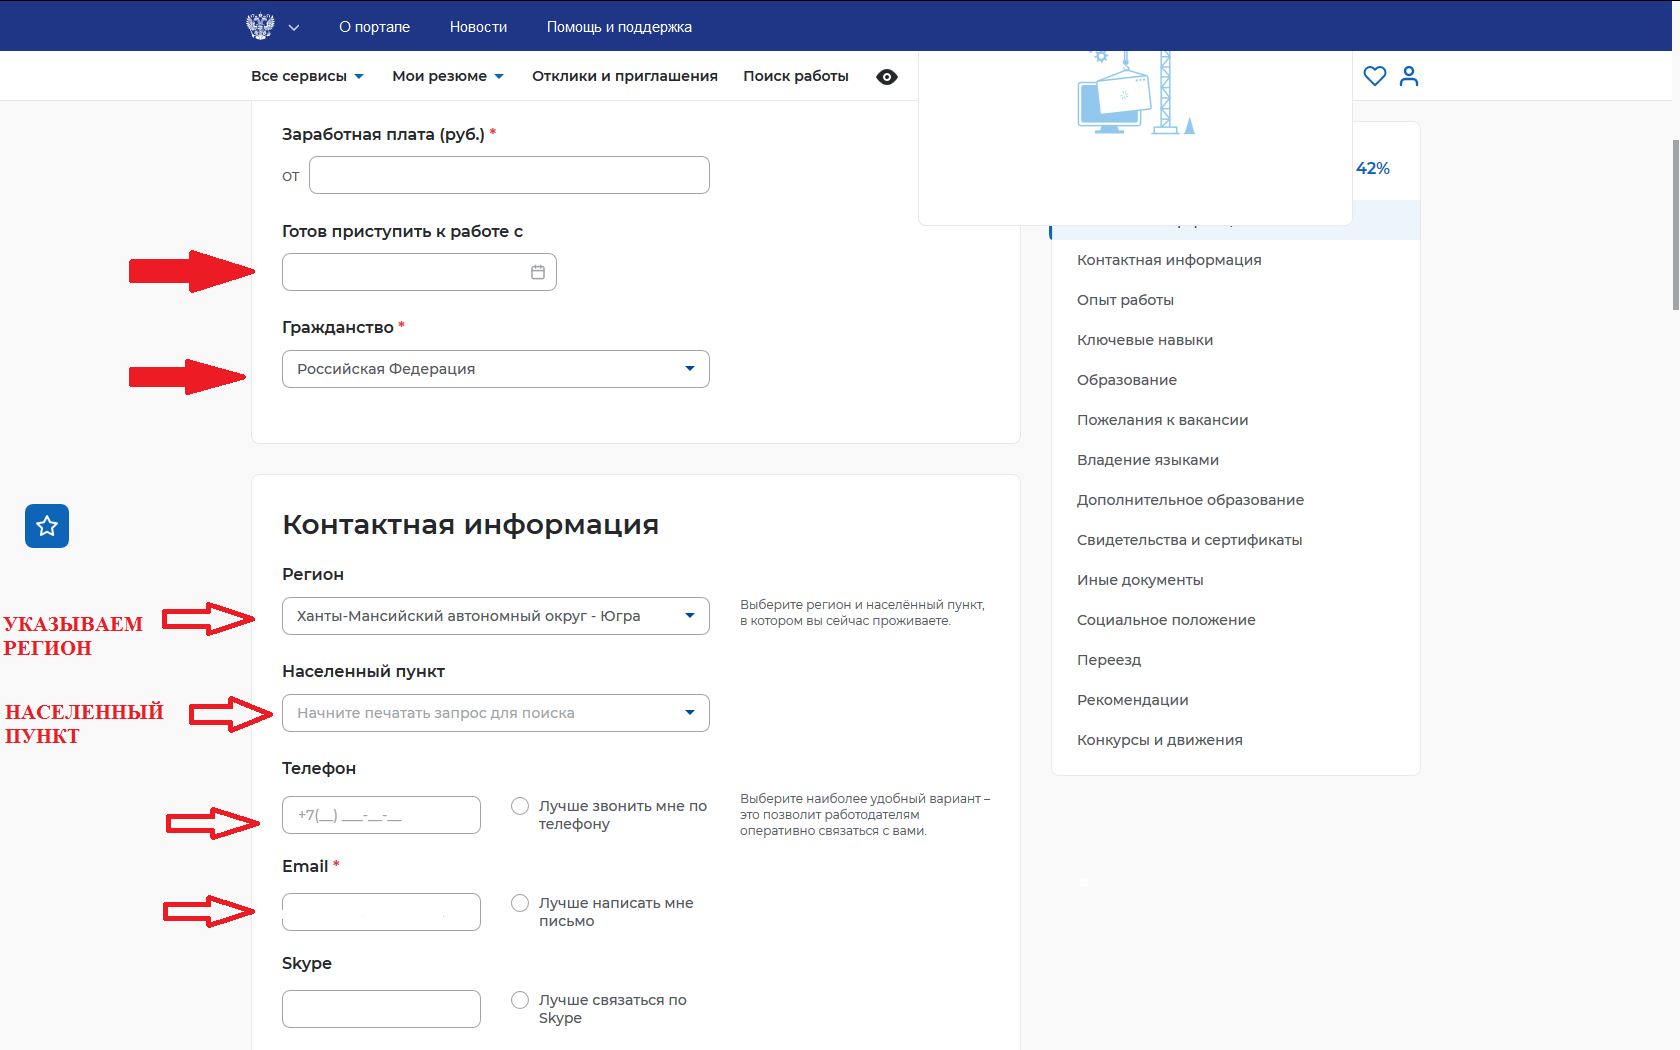 О портале
Новости
Помощь и поддержка
Все сервисы
Мои резюме
Отклики и приглашения
Поиск работы
Заработная плата (руб.) *
от
Готов приступить к работе с
Гражданство *
Российская Федерация
Контактная информация
Регион
УКАЗЫВАЕМ
РЕГИОН
Ханты-Мансийский автономный округ - Югра
Выберите регион и населённый пункт,
в котором вы сейчас проживаете.
Населенный пункт
НАСЕЛЕННЫЙ
ПУНКТ
Начните печатать запрос для поиска
Телефон
+7(__) ___-__-__
Лучше звонить мне по
телефону
Выберите наиболее удобный вариант –
это позволит работодателям
оперативно связаться с вами.
Email *
Лучше написать мне
письмо
Skype
Лучше связаться по
Skype
42%
Контактная информация
Опыт работы
Ключевые навыки
Образование
Пожелания к вакансии
Владение языками
Дополнительное образование
Свидетельства и сертификаты
Иные документы
Социальное положение
Переезд
Рекомендации
Конкурсы и движения